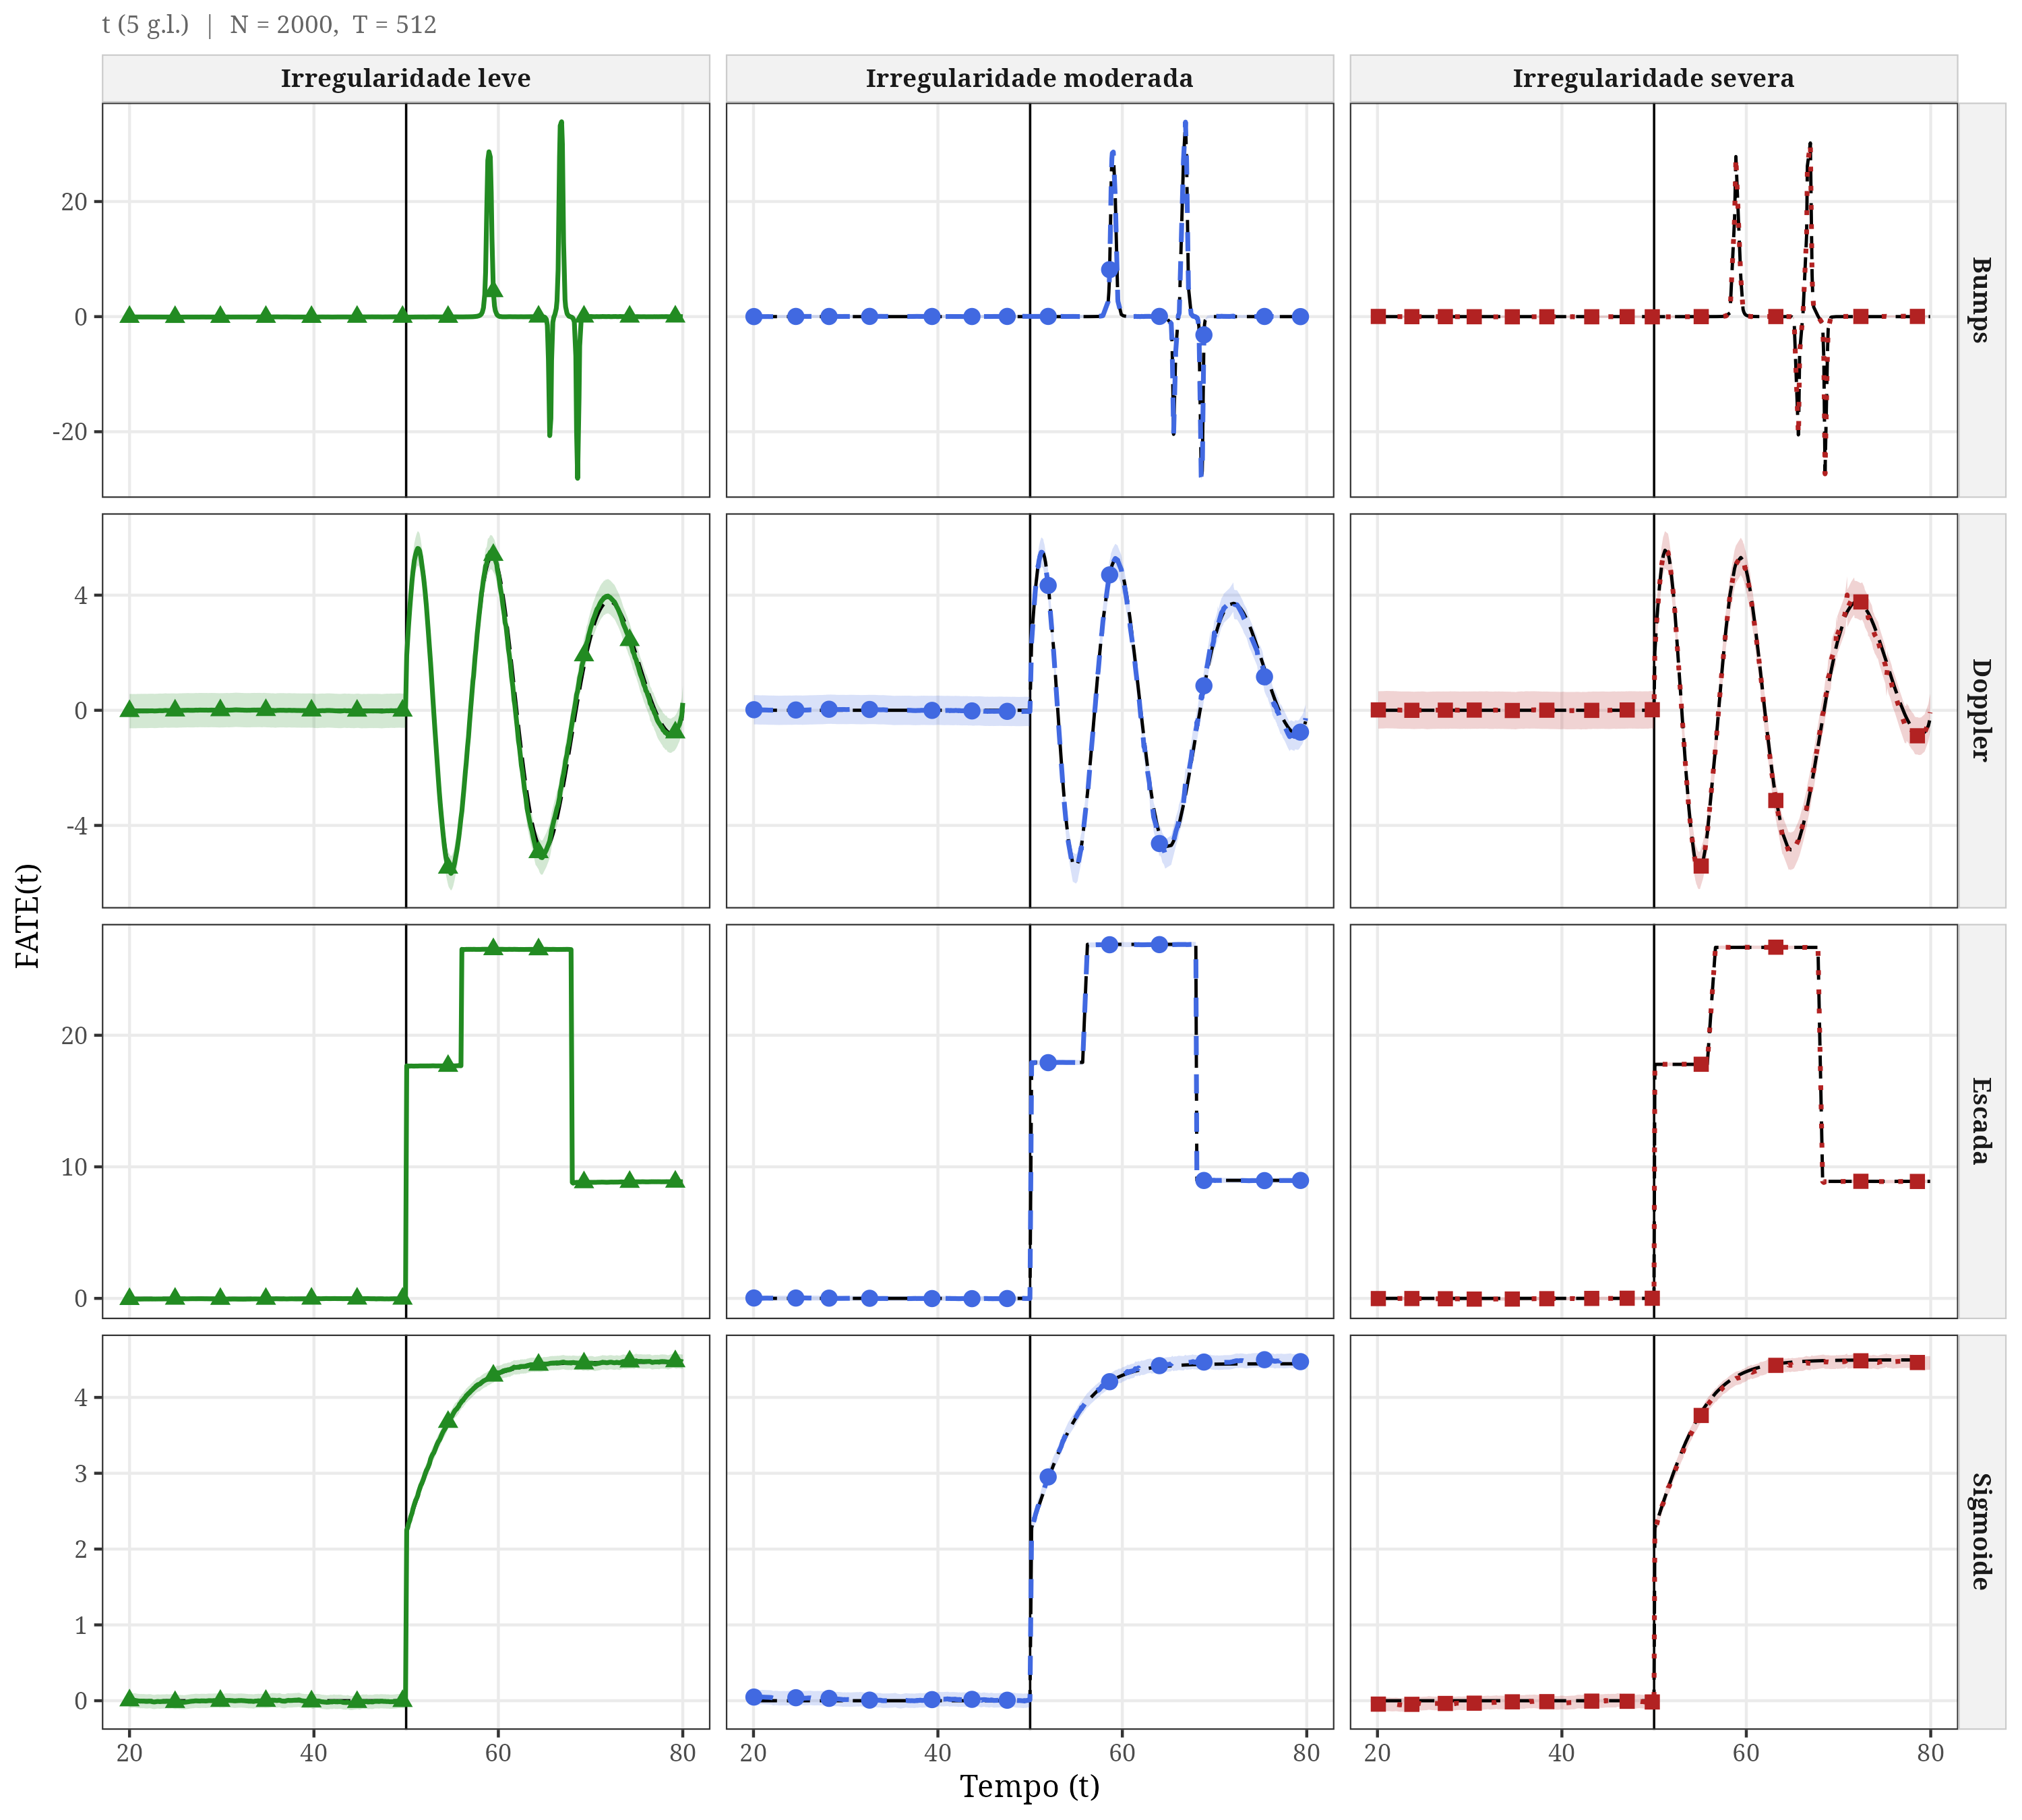 t (5 g.l.) | N = 2000, T = 512
Irregularidade leve
Irregularidade moderada
Irregularidade severa
20
0
-20
Bumps
4
0
-4
Doppler
20
10
0
Escada
4
3
2
1
0
Sigmoide
FATE(t)
20 40 60 80
20 40 60 80
20 40 60 80
Tempo (t)